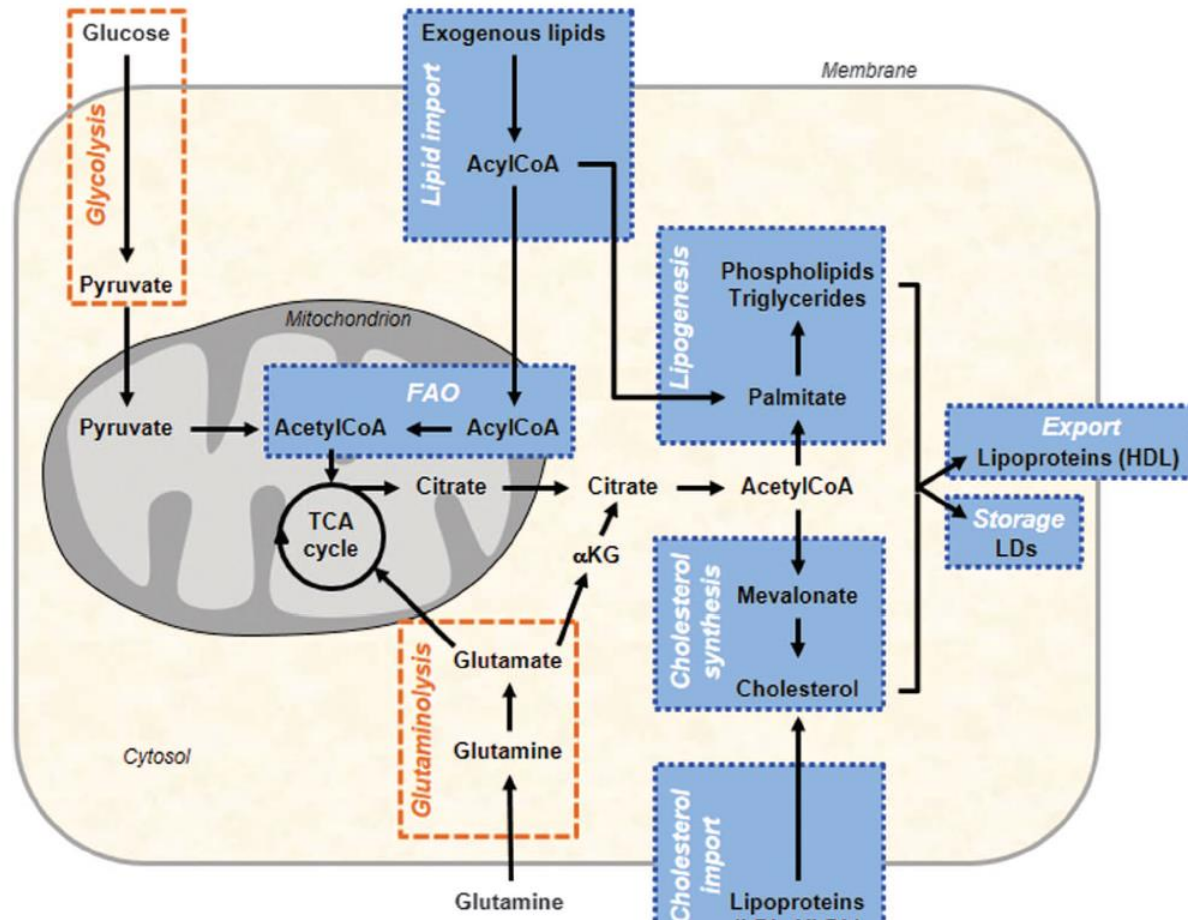 Glucose
Exogenous lipids
Membrane
Glycolysis
Lipid import
AcylCoA
Pyruvate
Mitochondrion
Lipogenesis
Phospholipids
Triglycerides
FAO
Palmitate
Pyruvate
AcetylCoA
AcylCoA
Export
Lipoproteins (HDL)
Citrate
Citrate
AcetylCoA
Storage
LDs
TCA
cycle
αKG
Cholesterol
synthesis
Mevalonate
Glutaminolysis
Glutamate
Cholesterol
Cytosol
Glutamine
Cholesterol
import
Glutamine
Lipoproteins